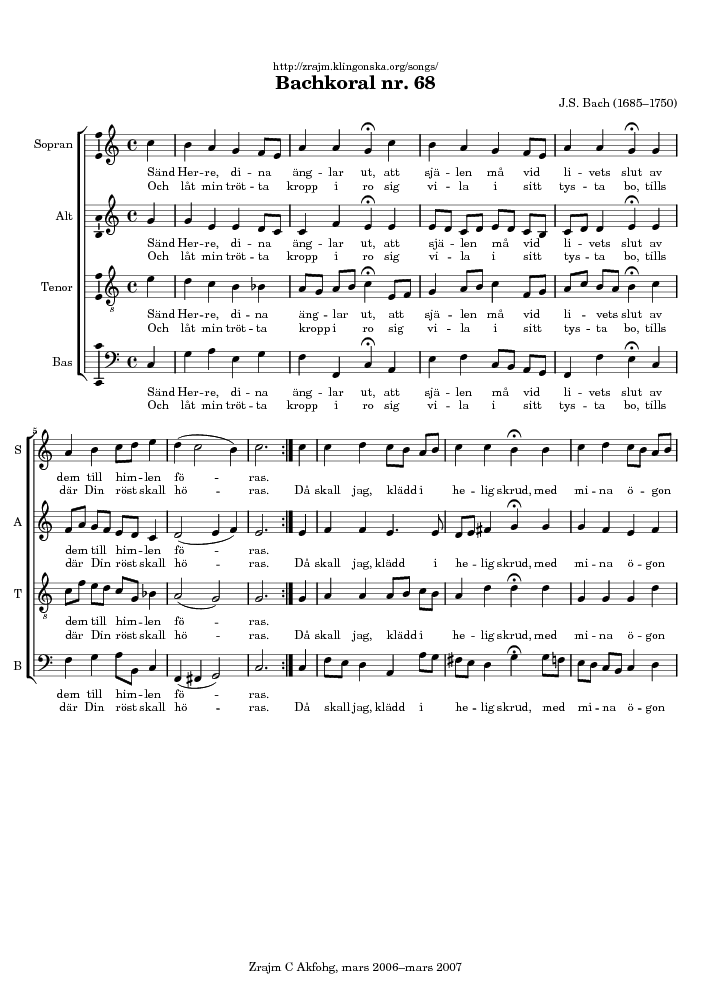 http://zrajm.klingonska.org/songs/
Bachkoral nr. 68
J.S. Bach (1685–1750)
Sopran
Sänd Her-re, di-na äng-lar ut, att sjä-len må vid li-vets slut av
Och låt min tröt-ta kropp i ro sig vi-la i sitt tys-ta bo, tills
Alt
Sänd Her-re, di-na äng-lar ut, att sjä-len må vid li-vets slut av
Och låt min tröt-ta kropp i ro sig vi-la i sitt tys-ta bo, tills
Tenor
8
Sänd Her-re, di-na äng-lar ut, att sjä-len må vid li-vets slut av
Och låt min tröt-ta kropp i ro sig vi-la i sitt tys-ta bo, tills
Bas
Sänd Her-re, di-na äng-lar ut, att sjä-len må vid li-vets slut av
Och låt min tröt-ta kropp i ro sig vi-la i sitt tys-ta bo, tills
5
S
dem till him-len fö - ras.
där Din röst skall hö - ras. Då skall jag, klädd i he-lig skrud, med mi-na ö-gon
A
dem till him-len fö - ras.
där Din röst skall hö - ras. Då skall jag, klädd i he-lig skrud, med mi-na ö-gon
T
8
dem till him-len fö - ras.
där Din röst skall hö - ras. Då skall jag, klädd i he-lig skrud, med mi-na ö-gon
B
dem till him-len fö - ras.
där Din röst skall hö - ras. Då skall jag, klädd i he-lig skrud, med mi-na ö-gon
Zrajm C Akfohg, mars 2006–mars 2007